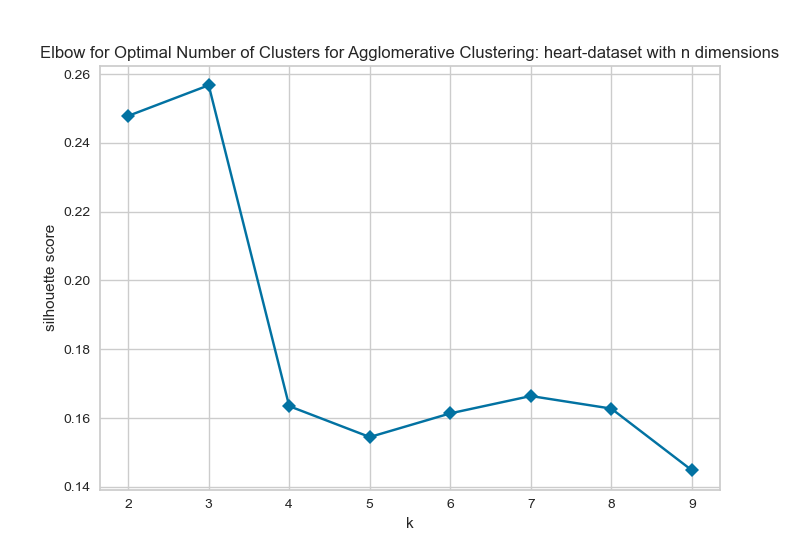 Elbow for Optimal Number of Clusters for Agglomerative Clustering: heart-dataset with n dimensions
0.26
0.24
0.22
0.20
0.18
0.16
0.14
silhouette score
2 3 4 5 6 7 8 9
k